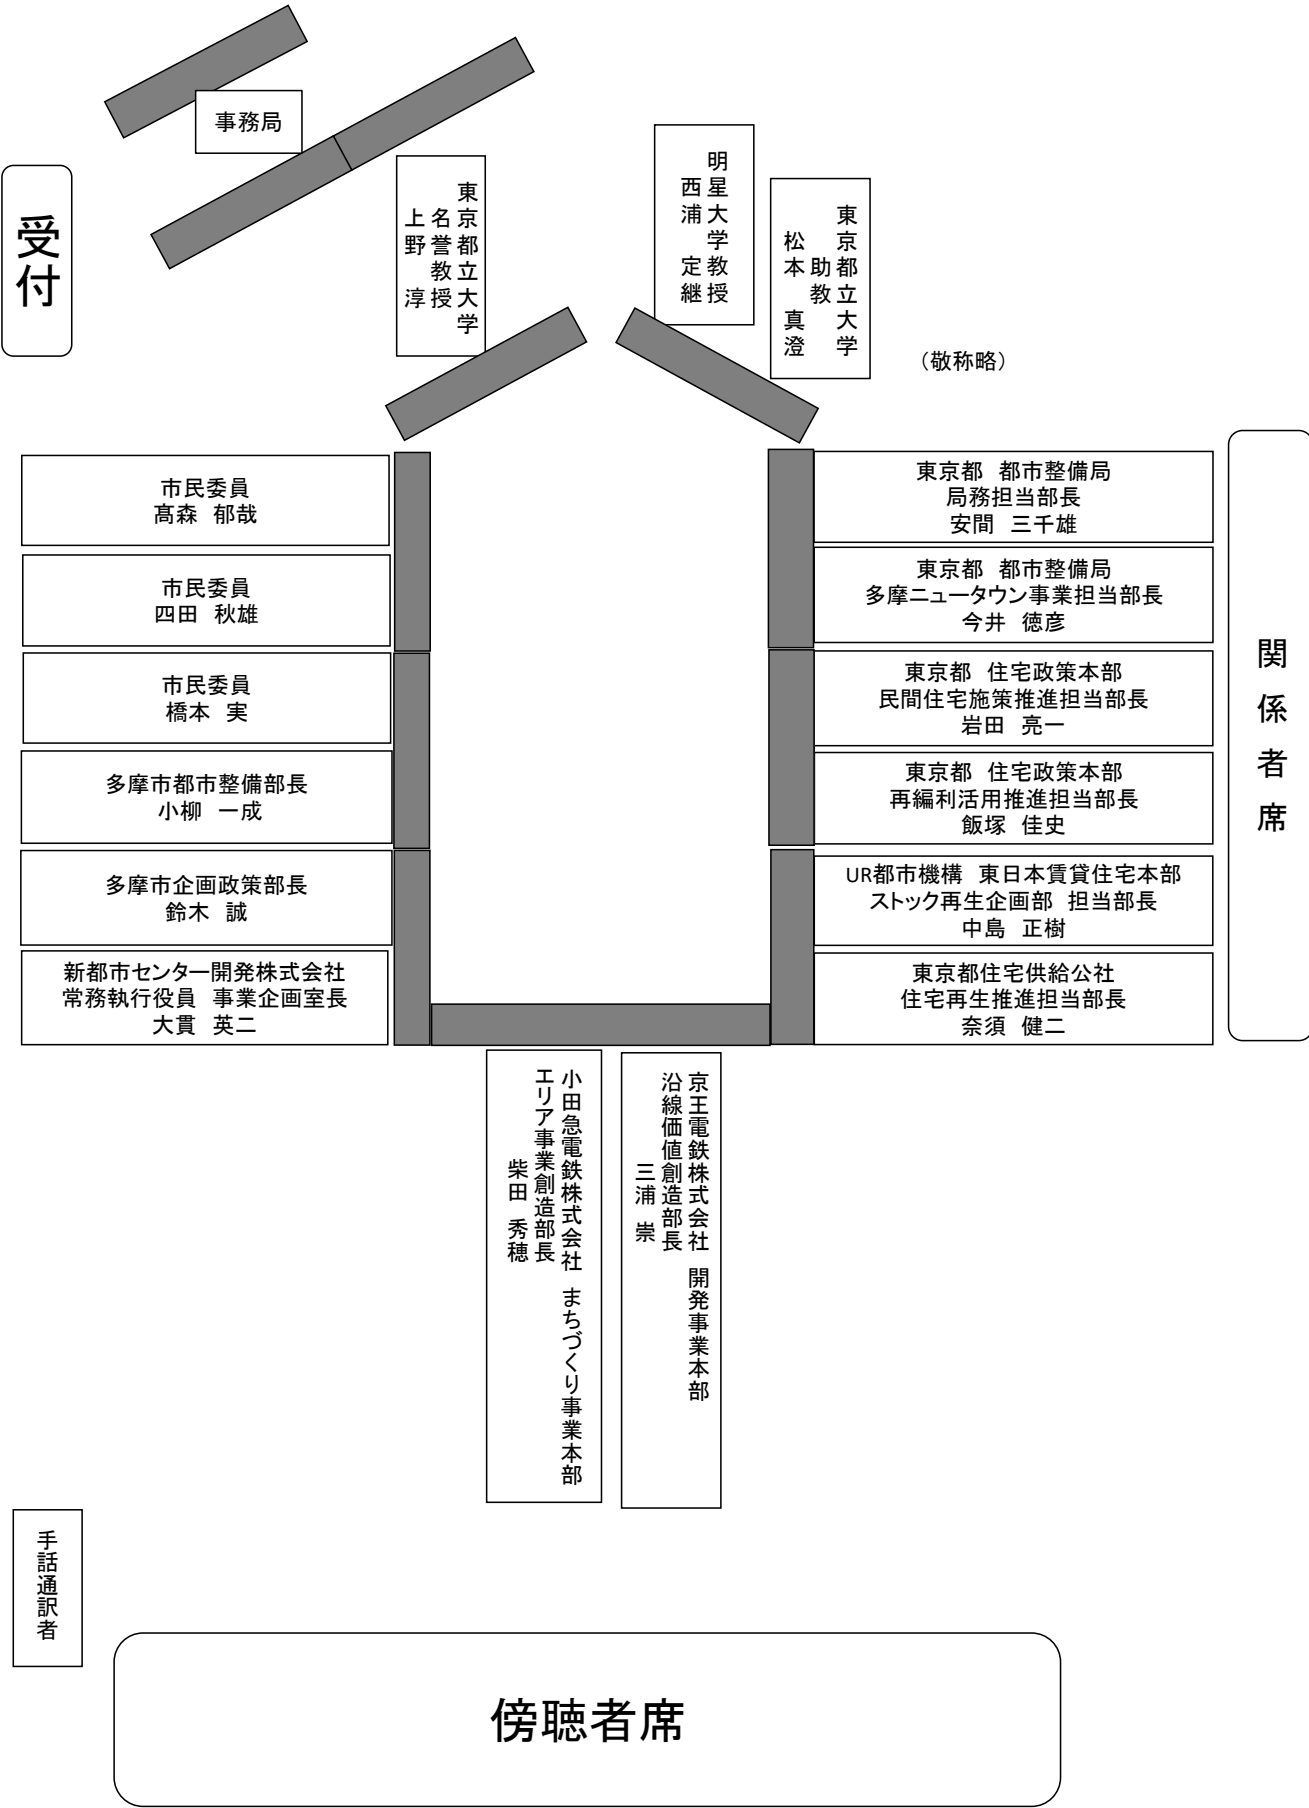 事務局
受付
東京都立大学
名誉教授
上野　淳
明星大学教授
西浦　定継
東京都立大学
助教
松本　真澄
（敬称略）
市民委員
髙森　郁哉
市民委員
四田　秋雄
市民委員
橋本　実
多摩市都市整備部長
小柳　一成
多摩市企画政策部長
鈴木　誠
新都市センター開発株式会社
常務執行役員　事業企画室長
大貫　英二
東京都　都市整備局
局務担当部長
安間　三千雄
東京都　都市整備局
多摩ニュータウン事業担当部長
今井　徳彦
東京都　住宅政策本部
民間住宅施策推進担当部長
岩田　亮一
東京都　住宅政策本部
再編利活用推進担当部長
飯塚　佳史
UR都市機構　東日本賃貸住宅本部
ストック再生企画部　担当部長
中島　正樹
東京都住宅供給公社
住宅再生推進担当部長
奈須　健二
関係者席
小田急電鉄株式会社　まちづくり事業本部
エリア事業創造部長
柴田　秀穂
京王電鉄株式会社　開発事業本部
沿線価値創造部長
三浦　崇
手話通訳者
傍聴者席